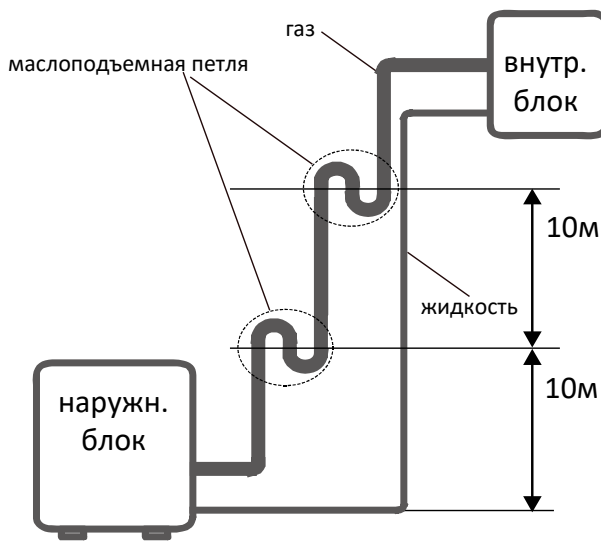 газ
маслоподъемная петля
внутр.
блок
10м
жидкость
наружн.
блок
10м